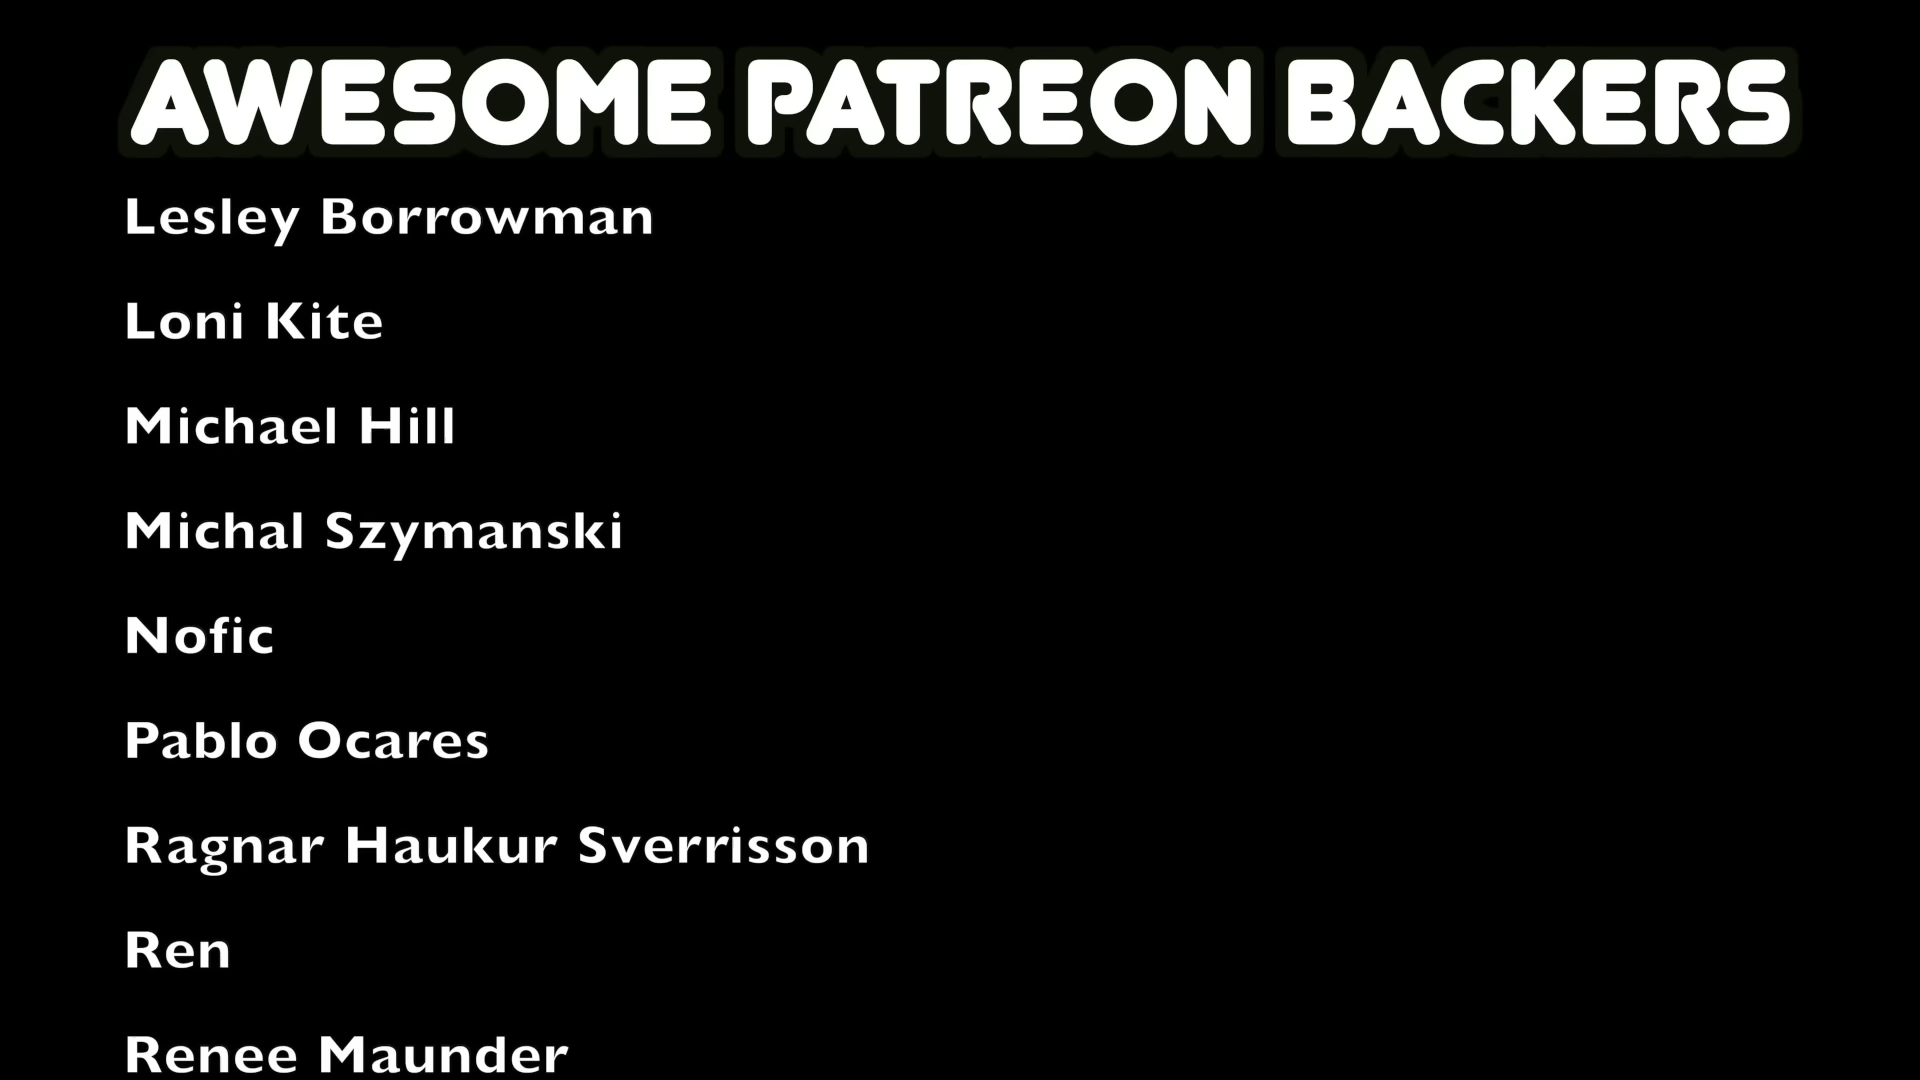 AWESOME PATREON BACKERS
Lesley Borrowman
Loni Kite
Michael Hill
Michal Szymanski
Nofic
Pablo Ocares
Ragnar Haukur Sverrisson
Ren
Renee Maunder